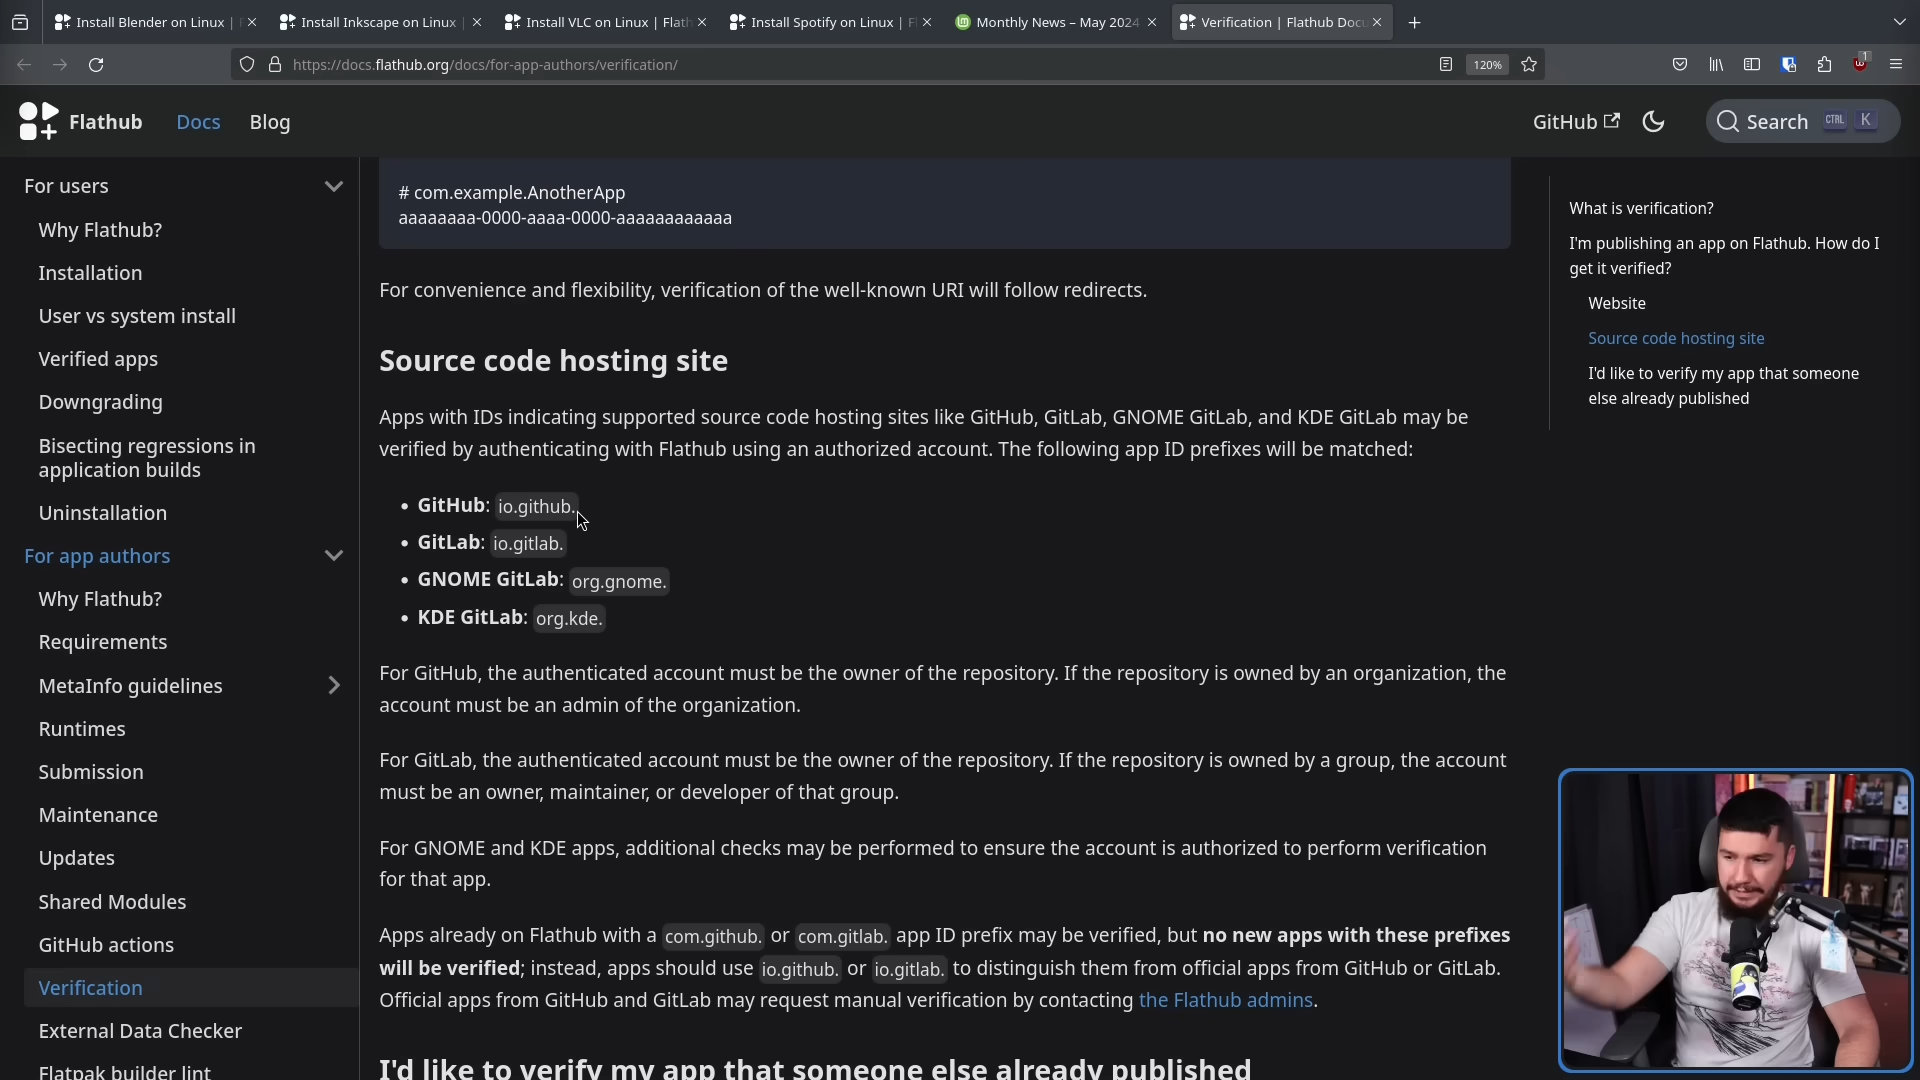 Install Blender on Linux |
Install Inkscape on Linux
Install VLC on Linux | Flath
Install Spotify on Linux | F
Monthly News – May 2024
Verification | Flathub Docu
https://docs.flathub.org/docs/for-app-authors/verification/
120%
1
Flathub
Docs
Blog
GitHub
Search CTRL K
For users
Why Flathub?
Installation
User vs system install
Verified apps
Downgrading
Bisecting regressions in
application builds
Uninstallation
For app authors
Why Flathub?
Requirements
MetaInfo guidelines
Runtimes
Submission
Maintenance
Updates
Shared Modules
GitHub actions
Verification
External Data Checker
Flatpak builder lint
# com.example.AnotherApp
aaaaaaaa-0000-aaaa-0000-aaaaaaaaaaaa
For convenience and flexibility, verification of the well-known URI will follow redirects.
Source code hosting site
Apps with IDs indicating supported source code hosting sites like GitHub, GitLab, GNOME GitLab, and KDE GitLab may be
verified by authenticating with Flathub using an authorized account. The following app ID prefixes will be matched:
• GitHub: io.github.
• GitLab: io.gitlab.
• GNOME GitLab: org.gnome.
• KDE GitLab: org.kde.
For GitHub, the authenticated account must be the owner of the repository. If the repository is owned by an organization, the
account must be an admin of the organization.
For GitLab, the authenticated account must be the owner of the repository. If the repository is owned by a group, the account
must be an owner, maintainer, or developer of that group.
For GNOME and KDE apps, additional checks may be performed to ensure the account is authorized to perform verification
for that app.
Apps already on Flathub with a com.github. or com.gitlab. app ID prefix may be verified, but no new apps with these prefixes
will be verified; instead, apps should use io.github. or io.gitlab. to distinguish them from official apps from GitHub or GitLab.
Official apps from GitHub and GitLab may request manual verification by contacting the Flathub admins.
I'd like to verify my app that someone else already published
What is verification?
I'm publishing an app on Flathub. How do I
get it verified?
Website
Source code hosting site
I'd like to verify my app that someone
else already published